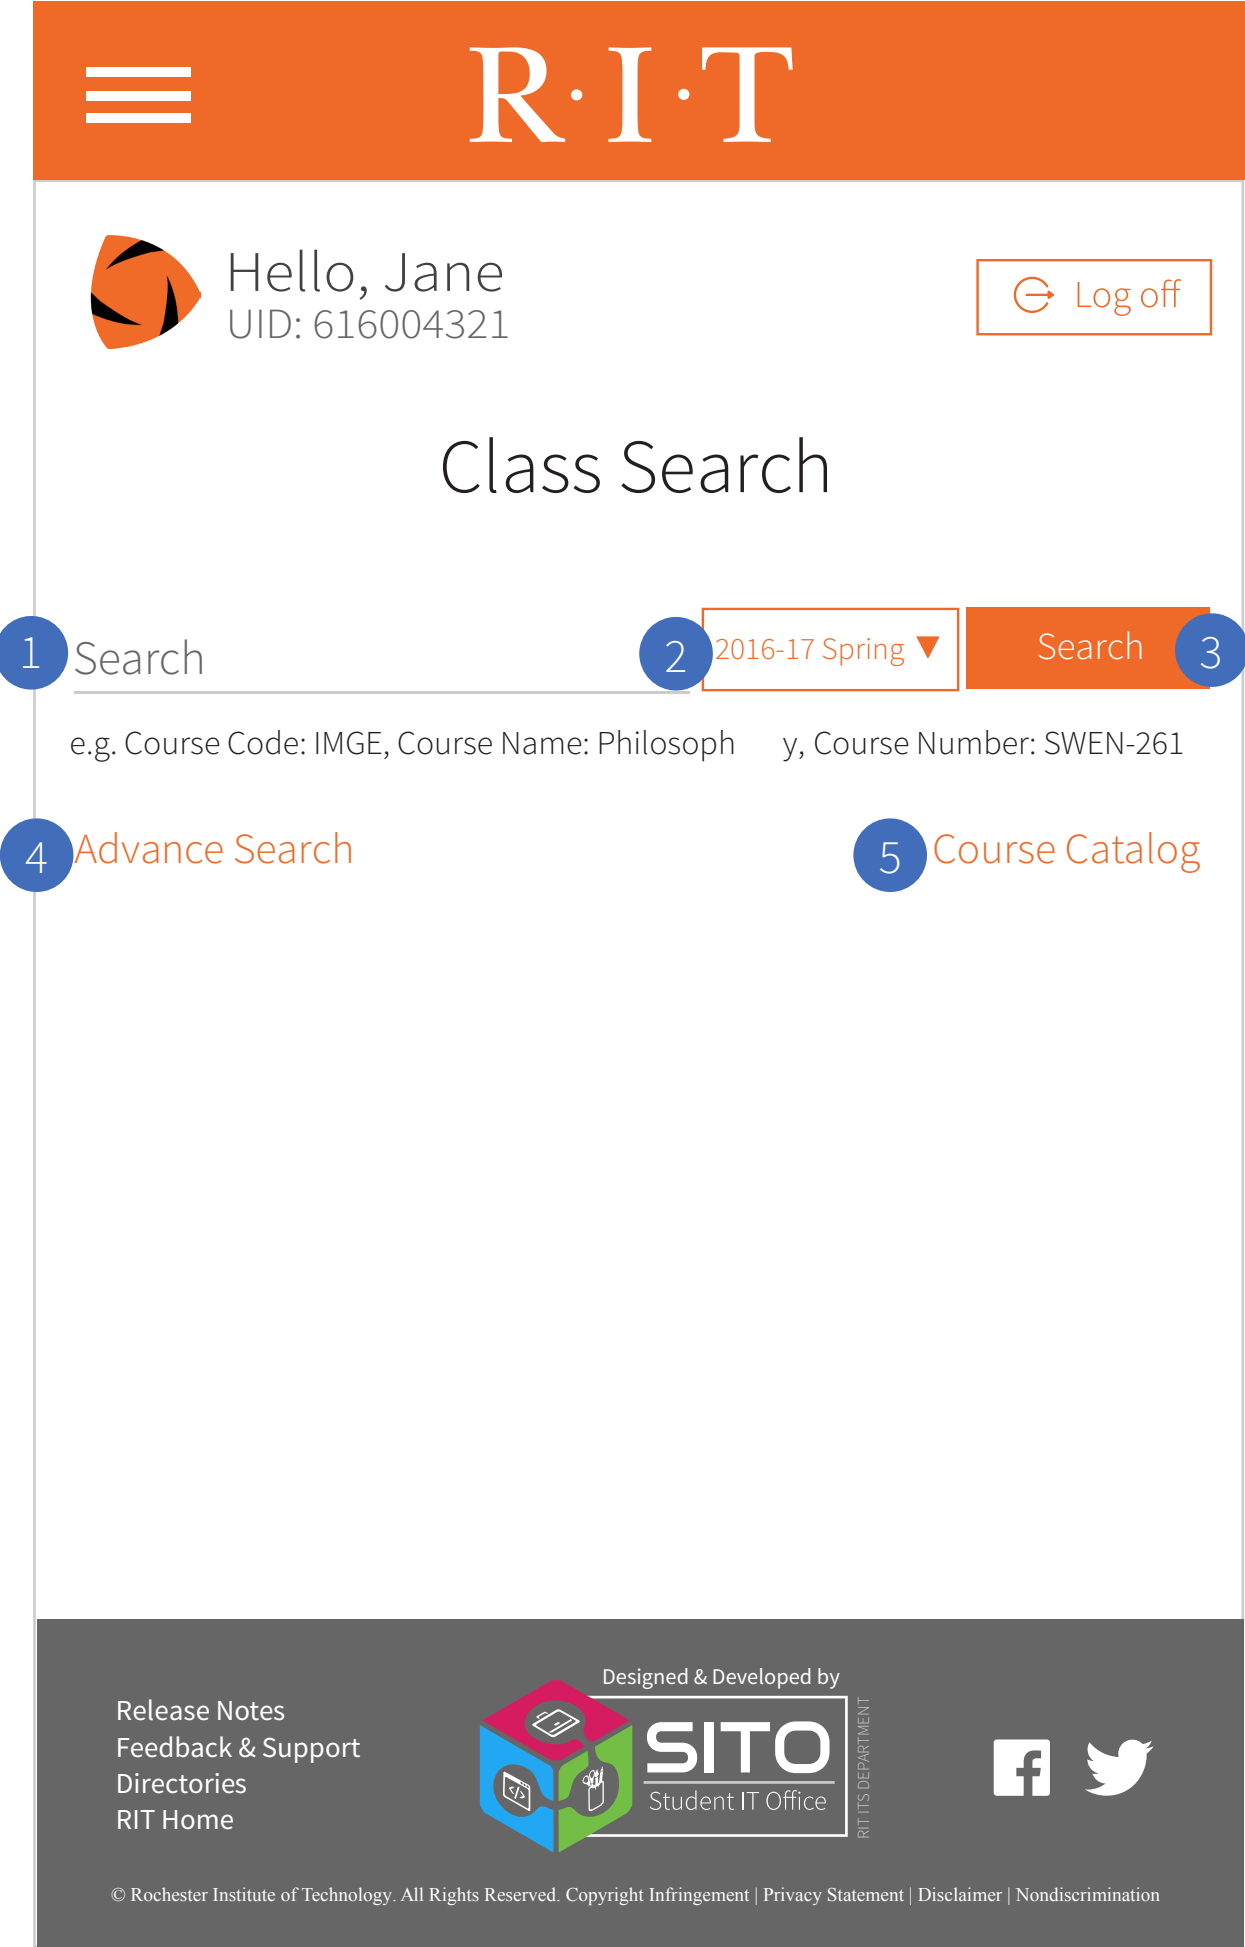 R·I·T
Hello, Jane
UID: 616004321
Log off
Class Search
1
Search
2
2016-17 Spring ▼
Search
3
e.g. Course Code: IMGE, Course Name: Philosoph y, Course Number: SWEN-261
4
Advance Search
5
Course Catalog
Release Notes
Feedback & Support
Directories
RIT Home
Designed & Developed by
SITO
Student IT Office
RIT ITS DEPARTMENT
© Rochester Institute of Technology. All Rights Reserved. Copyright Infringement | Privacy Statement | Disclaimer | Nondiscrimination